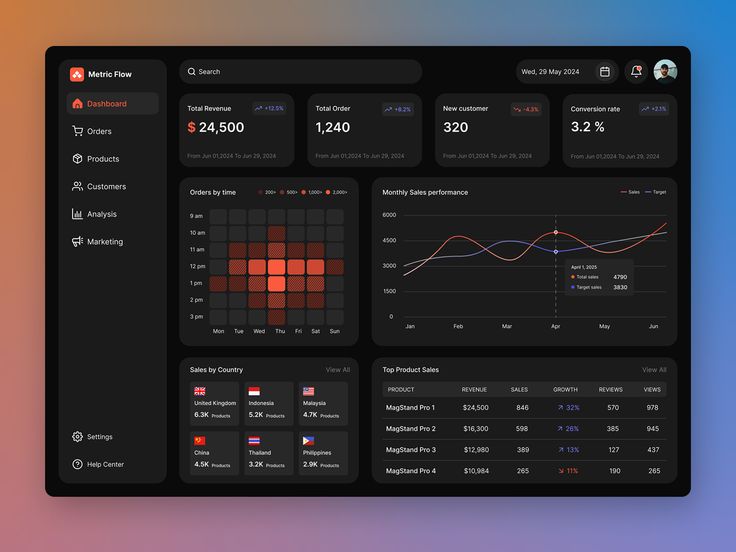 Metric Flow
Dashboard
Orders
Products
Customers
Analysis
Marketing
Settings
Help Center
Search
Wed, 29 May 2024
Total Revenue
+12.5%
$ 24,500
From Jun 01,2024 To Jun 29, 2024
Total Order
+8.2%
1,240
From Jun 01,2024 To Jun 29, 2024
New customer
-4.3%
320
From Jun 01,2024 To Jun 29, 2024
Conversion rate
+2.1%
3.2 %
From Jun 01,2024 To Jun 29, 2024
Orders by time
200+ 500+ 1,000+ 2,000+
9 am
10 am
11 am
12 pm
1 pm
2 pm
3 pm
Mon Tue Wed Thu Fri Sat Sun
Monthly Sales performance
Sales Target
6000
4500
3000
1500
0
April 1, 2025
Total sales 4790
Target sales 3830
Jan Feb Mar Apr May Jun
Sales by Country View All
United Kingdom
6.3K Products
Indonesia
5.2K Products
Malaysia
4.7K Products
China
4.5K Products
Thailand
3.2K Products
Philippines
2.9K Products
Top Product Sales View All
PRODUCT REVENUE SALES GROWTH REVIEWS VIEWS
MagStand Pro 1 $24,500 846 32% 570 978
MagStand Pro 2 $16,300 598 26% 385 945
MagStand Pro 3 $12,980 389 13% 127 437
MagStand Pro 4 $10,984 265 11% 190 265